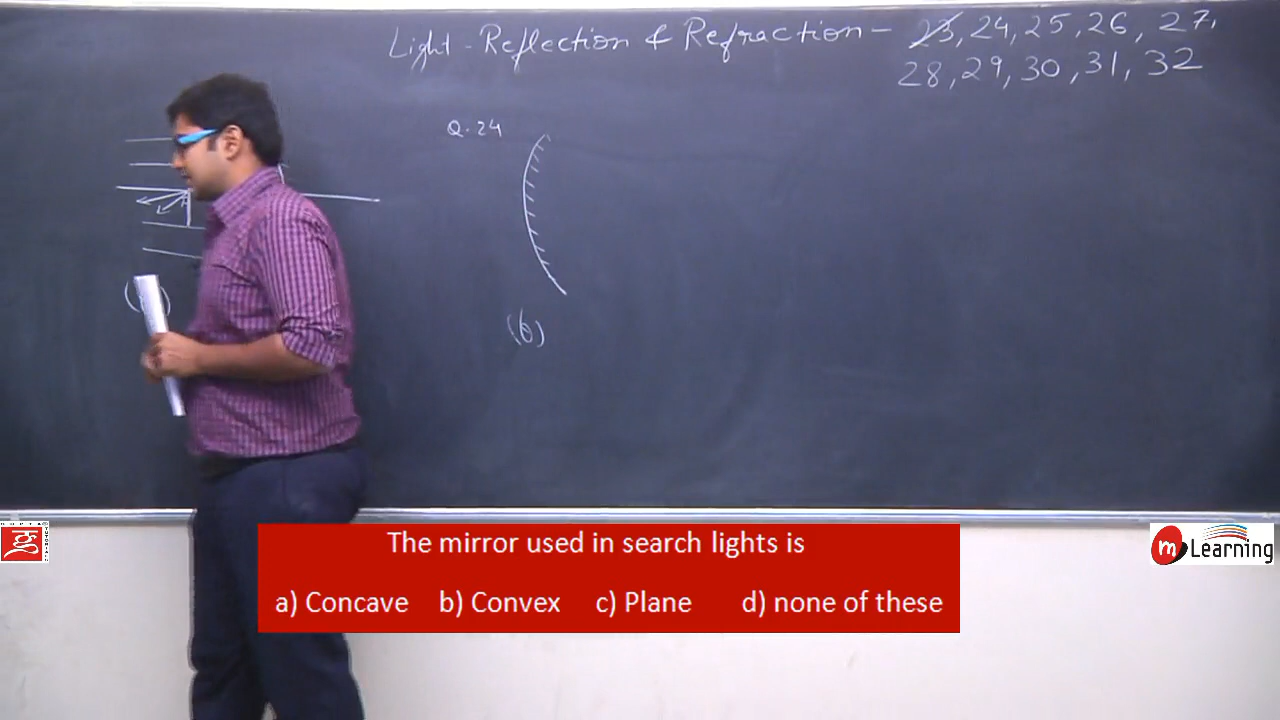 Light - Reflection & Refraction - 23, 24, 25, 26, 27,
28, 29, 30, 31, 32
Q. 24
(b)
The mirror used in search lights is
a) Concave b) Convex c) Plane d) none of these
m Learning